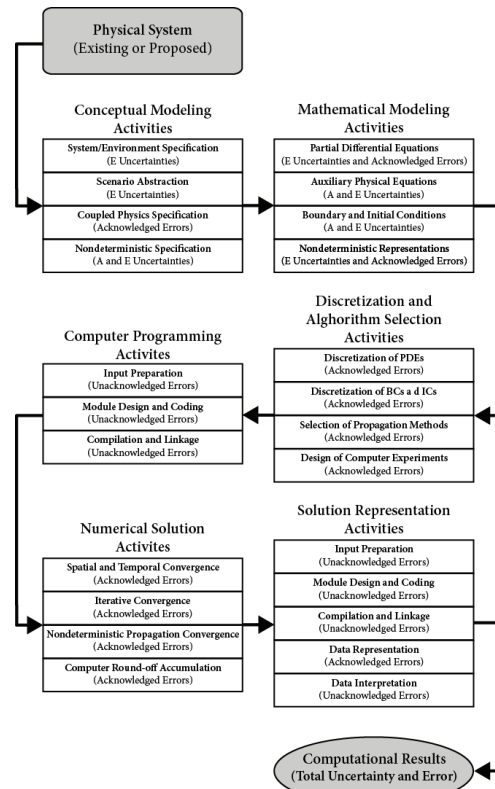 Physical System
(Existing or Proposed)
Conceptual Modeling
Activities
System/Environment Specification
(E Uncertainties)
Scenario Abstraction
(E Uncertainties)
Coupled Physics Specification
(Acknowledged Errors)
Nondeterministic Specification
(A and E Uncertainties)
Mathematical Modeling
Activities
Partial Differential Equations
(E Uncertainties and Acknowledged Errors)
Auxiliary Physical Equations
(A and E Uncertainties)
Boundary and Initial Conditions
(A and E Uncertainties)
Nondeterministic Representations
(E Uncertainties and Acknowledged Errors)
Discretization and
Alghorithm Selection
Activities
Discretization of PDEs
(Acknowledged Errors)
Discretization of BCs a d ICs
(Acknowledged Errors)
Selection of Propagation Methods
(Acknowledged Errors)
Design of Computer Experiments
(Acknowledged Errors)
Computer Programming
Activites
Input Preparation
(Unacknowledged Errors)
Module Design and Coding
(Unacknowledged Errors)
Compilation and Linkage
(Unacknowledged Errors)
Numerical Solution
Activites
Spatial and Temporal Convergence
(Acknowledged Errors)
Iterative Convergence
(Acknowledged Errors)
Nondeterministic Propagation Convergence
(Acknowledged Errors)
Computer Round-off Accumulation
(Acknowledged Errors)
Solution Representation
Activities
Input Preparation
(Unacknowledged Errors)
Module Design and Coding
(Unacknowledged Errors)
Compilation and Linkage
(Unacknowledged Errors)
Data Representation
(Acknowledged Errors)
Data Interpretation
(Unacknowledged Errors)
Computational Results
(Total Uncertainty and Error)